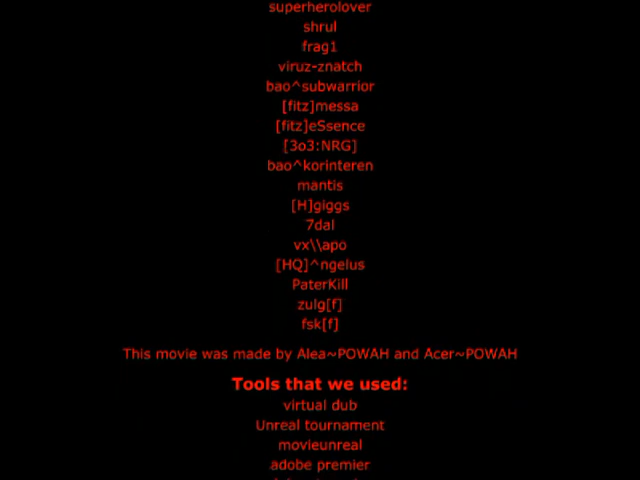 superherolover
shrul
frag1
viruz-znatch
bao^subwarrior
[fitz]messa
[fitz]eSsence
[3o3:NRG]
bao^korinteren
mantis
[H]giggs
7dal
vx\\apo
[HQ]^ngelus
PaterKill
zulg[f]
fsk[f]
This movie was made by Alea~POWAH and Acer~POWAH
Tools that we used:
virtual dub
Unreal tournament
movieunreal
adobe premier